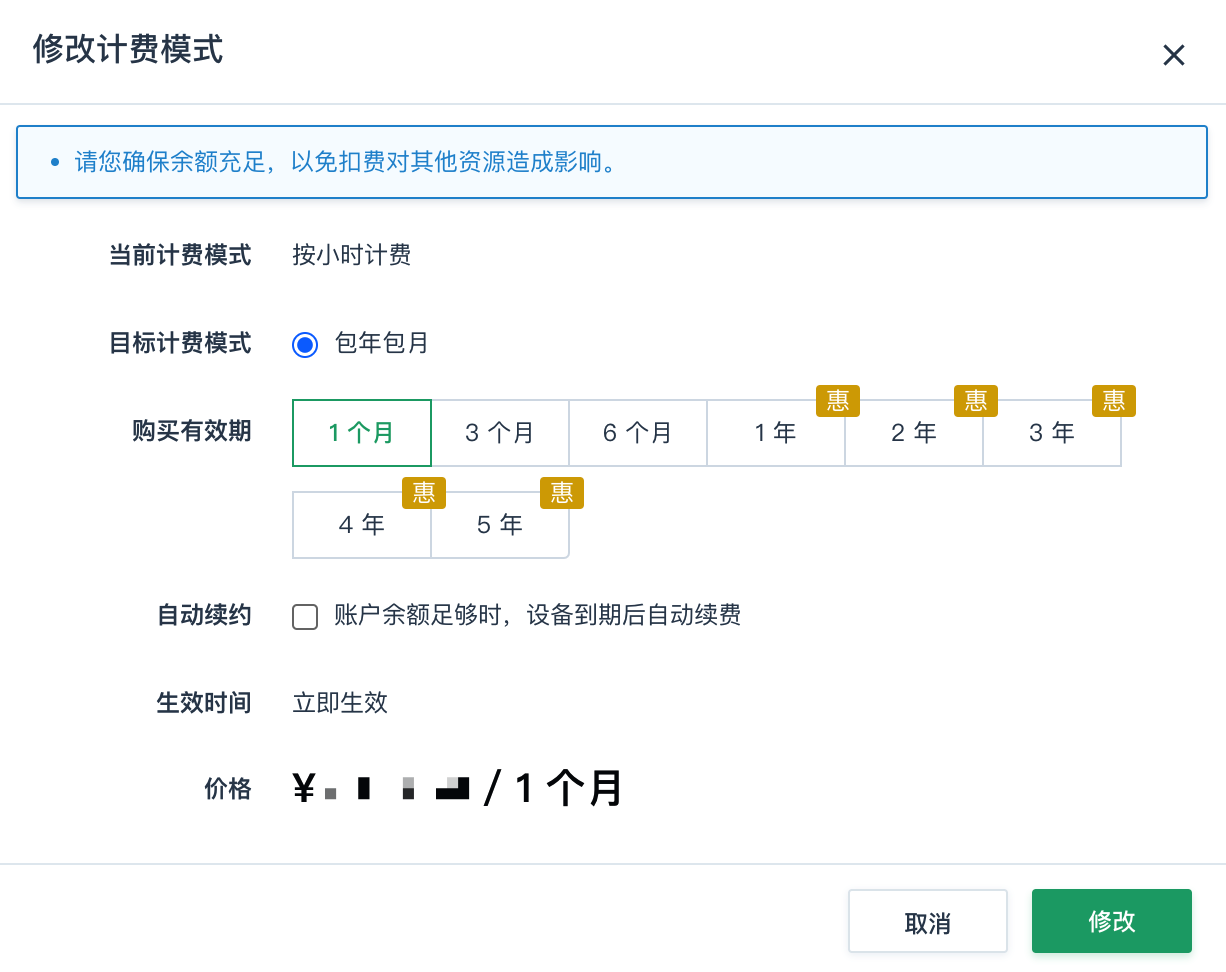 修改计费模式
请您确保余额充足，以免扣费对其他资源造成影响。
当前计费模式 按小时计费
目标计费模式 包年包月
惠 惠 惠
购买有效期 1 个月 3 个月 6 个月 1 年 2 年 3 年
惠 惠
4 年 5 年
自动续约 账户余额足够时，设备到期后自动续费
生效时间 立即生效
价格 ¥ / 1 个月
取消 修改